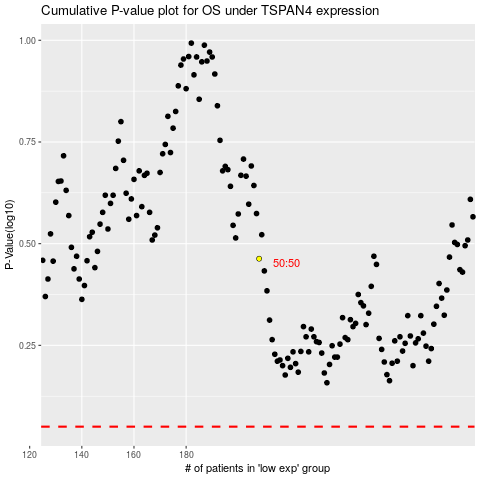 Cumulative P-value plot for OS under TSPAN4 expression
P-Value(log10)
1.00
0.75
0.50
0.25
50:50
120 140 160 180
# of patients in 'low exp' group